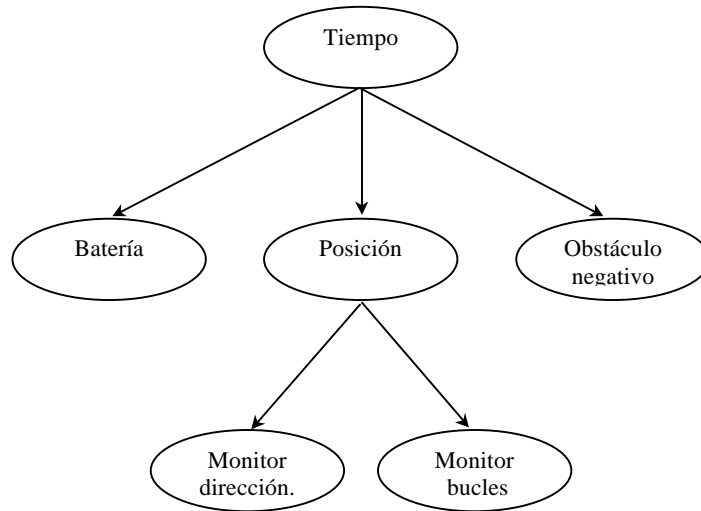 Tiempo
Batería
Posición
Obstáculo
negativo
Monitor
dirección.
Monitor
bucles